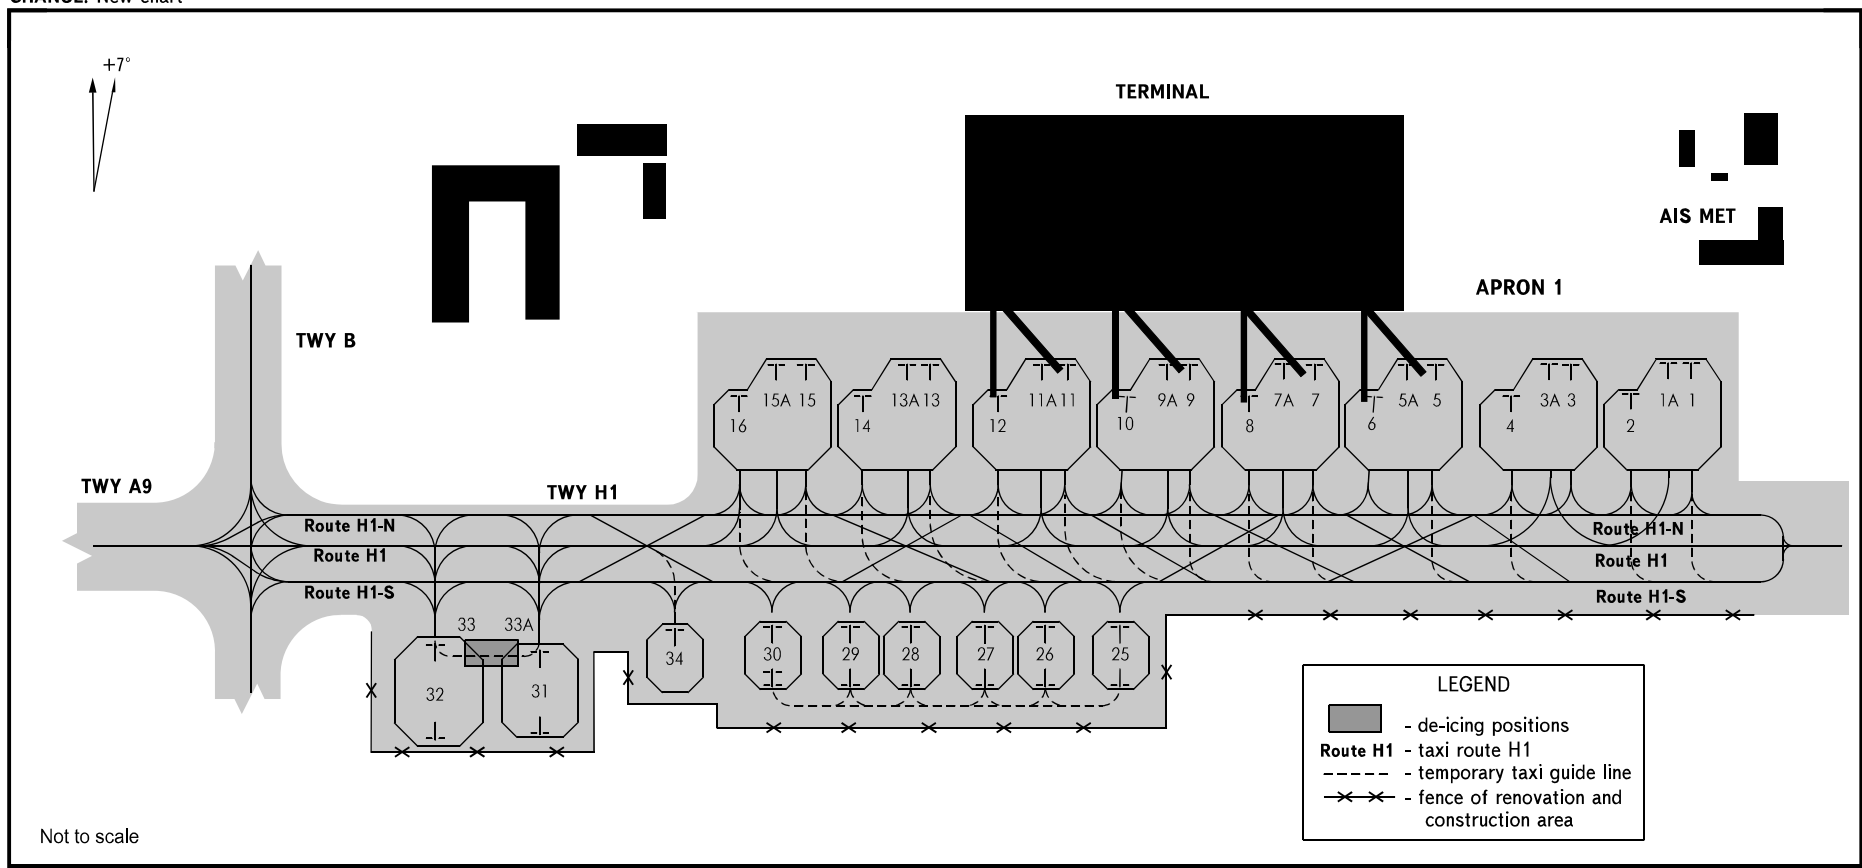 CHANGE: New chart
+7°
TERMINAL
AIS MET
APRON 1
TWY B
15A 15
13A 13
11A 11
9A 9
7A 7
5A 5
3A 3
1A 1
16
14
12
10
8
6
4
2
TWY A9
TWY H1
Route H1-N
Route H1-N
Route H1
Route H1
Route H1-S
Route H1-S
33 33A
34
30
29
28
27
26
25
32
31
LEGEND
- de-icing positions
Route H1 - taxi route H1
- temporary taxi guide line
- fence of renovation and
construction area
Not to scale